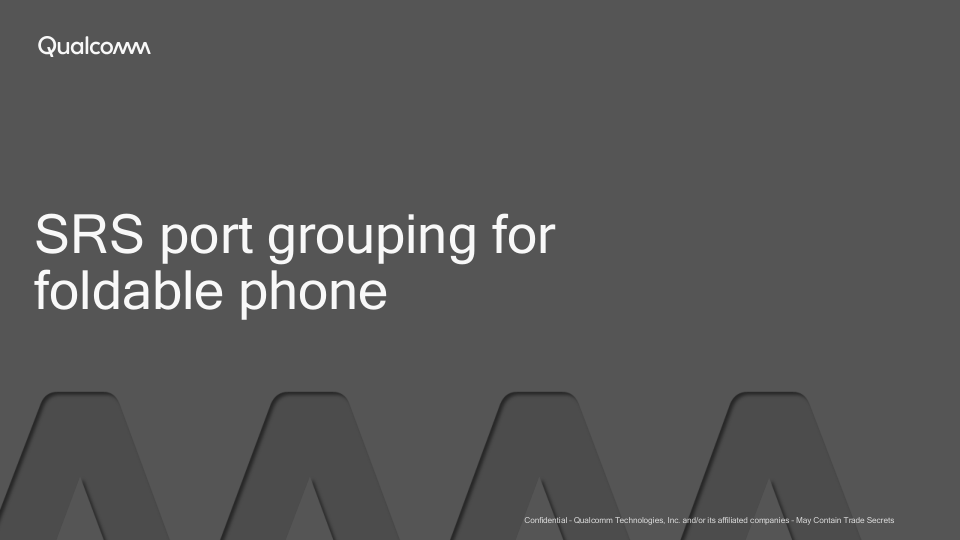 Qualcomm
SRS port grouping for
foldable phone
Confidential - Qualcomm Technologies, Inc. and/or its affiliated companies - May Contain Trade Secrets